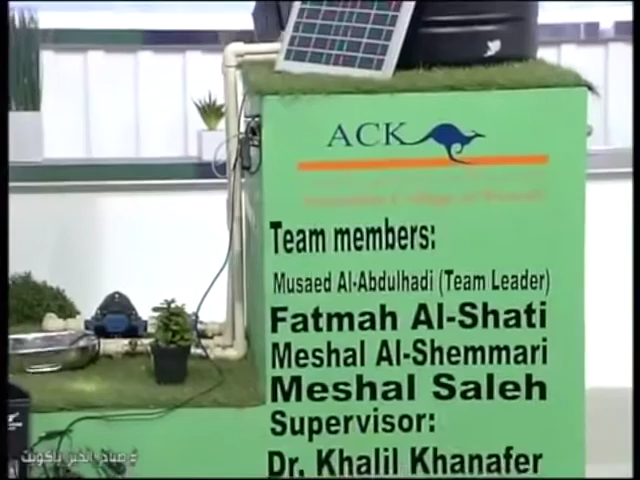 ACK
Team members:
Musaed Al-Abdulhadi (Team Leader)
Fatmah Al-Shati
Meshal Al-Shemmari
Meshal Saleh
Supervisor:
Dr. Khalil Khanafer
#صباح_الخير_ياكويت